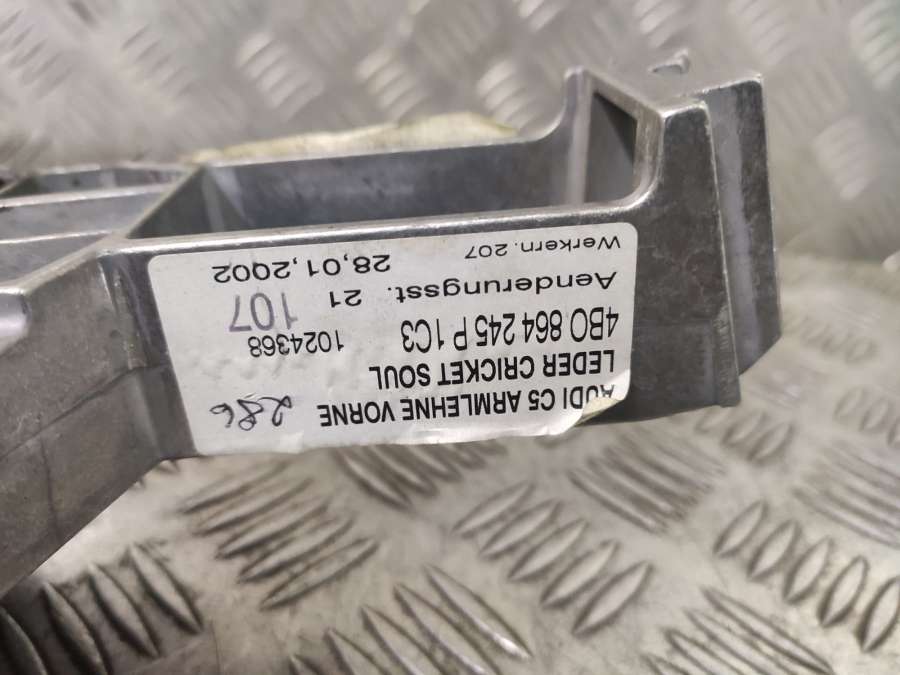 AUDI C5 ARMLEHNE VORNE 286
LEDER CRICKET SOUL
4B0 864 245 P 1C3 1024368
Aenderungsst. 21 107
Werkern. 207 28,01,2002